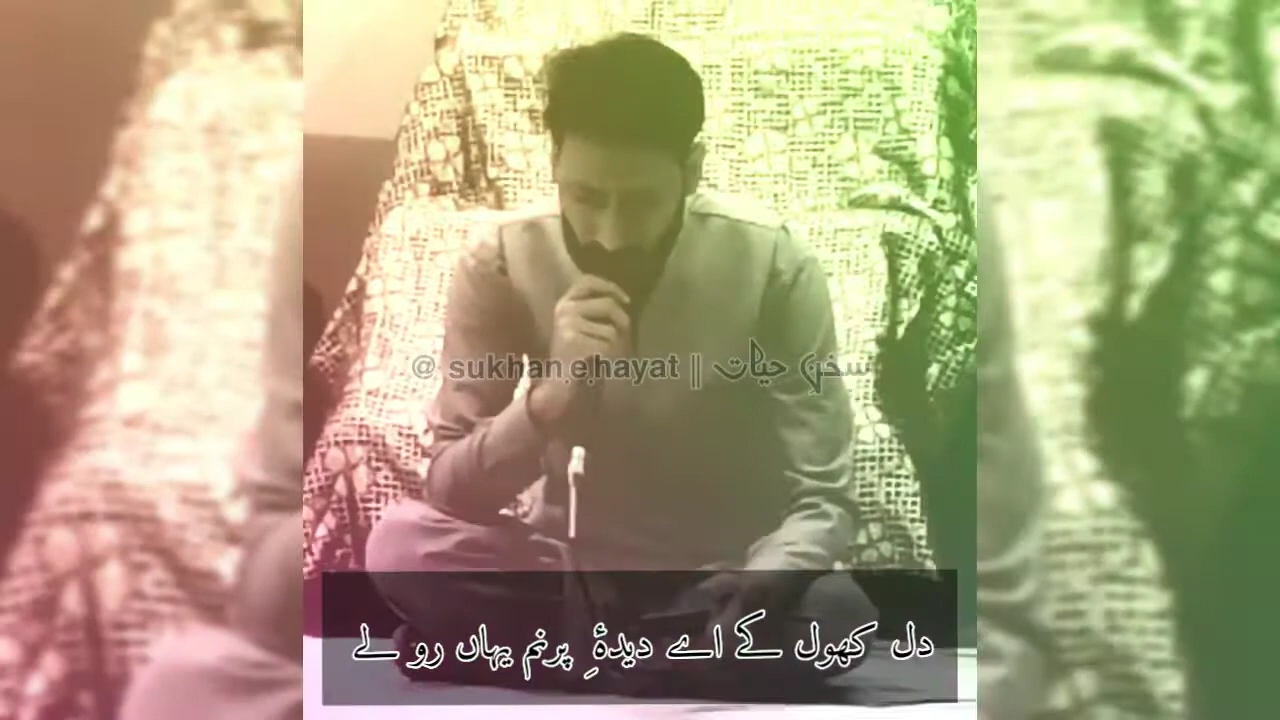 @ sukhan.e.hayat || سخنِ حیات
دل کھول کے اے دیدۂِ پرنم یہاں رو لے